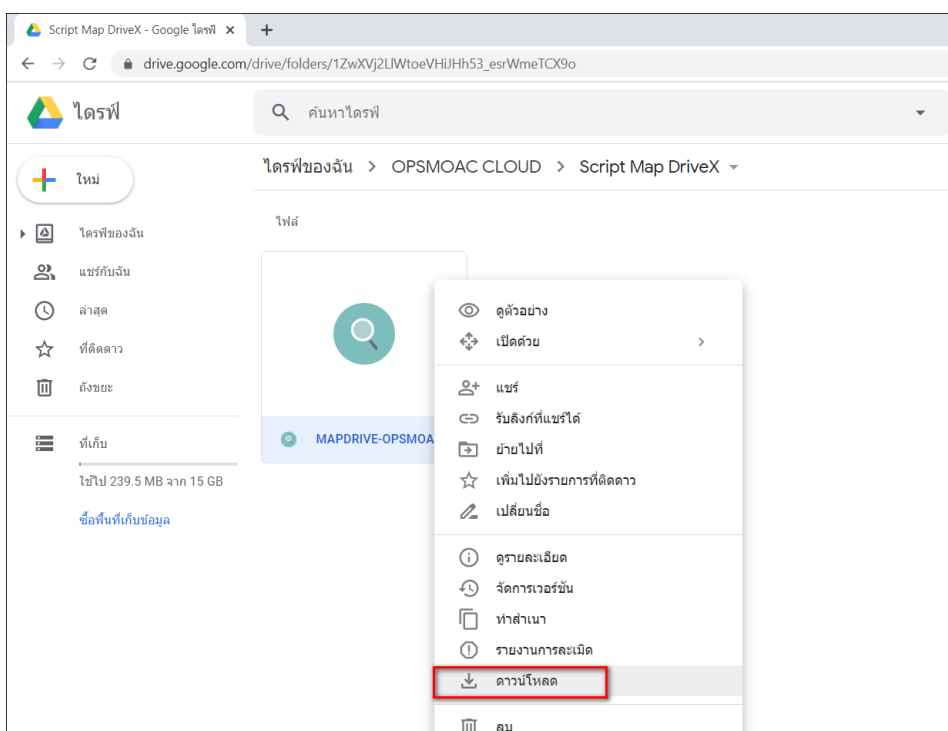 Script Map DriveX - Google ไดรฟ์
drive.google.com/drive/folders/1ZwXVj2LlWtoeVHiJHh53_esrWmeTCX9o
ไดรฟ์
ค้นหาไดรฟ์
ใหม่
ไดรฟ์ของฉัน > OPSMOAC CLOUD > Script Map DriveX
ไดรฟ์ของฉัน
แชร์กับฉัน
ล่าสุด
ที่ติดดาว
ถังขยะ
ที่เก็บ
ใช้ไป 239.5 MB จาก 15 GB
ซื้อพื้นที่เก็บข้อมูล
ไฟล์
MAPDRIVE-OPSMOA
ดูตัวอย่าง
เปิดด้วย
แชร์
รับลิงก์ที่แชร์ได้
ย้ายไปที่
เพิ่มไปยังรายการที่ติดดาว
เปลี่ยนชื่อ
ดูรายละเอียด
จัดการเวอร์ชัน
ทำสำเนา
รายงานการละเมิด
ดาวน์โหลด
ลบ